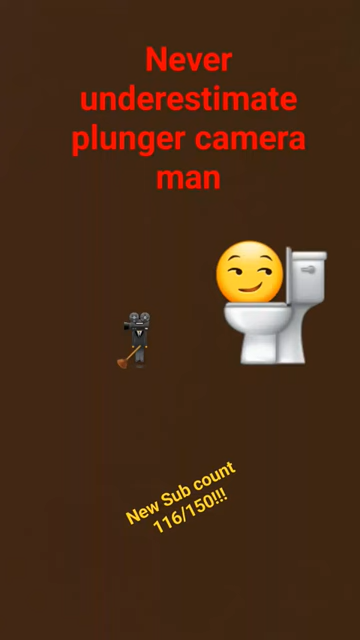 Never
underestimate
plunger camera
man
New Sub count
116/150!!!